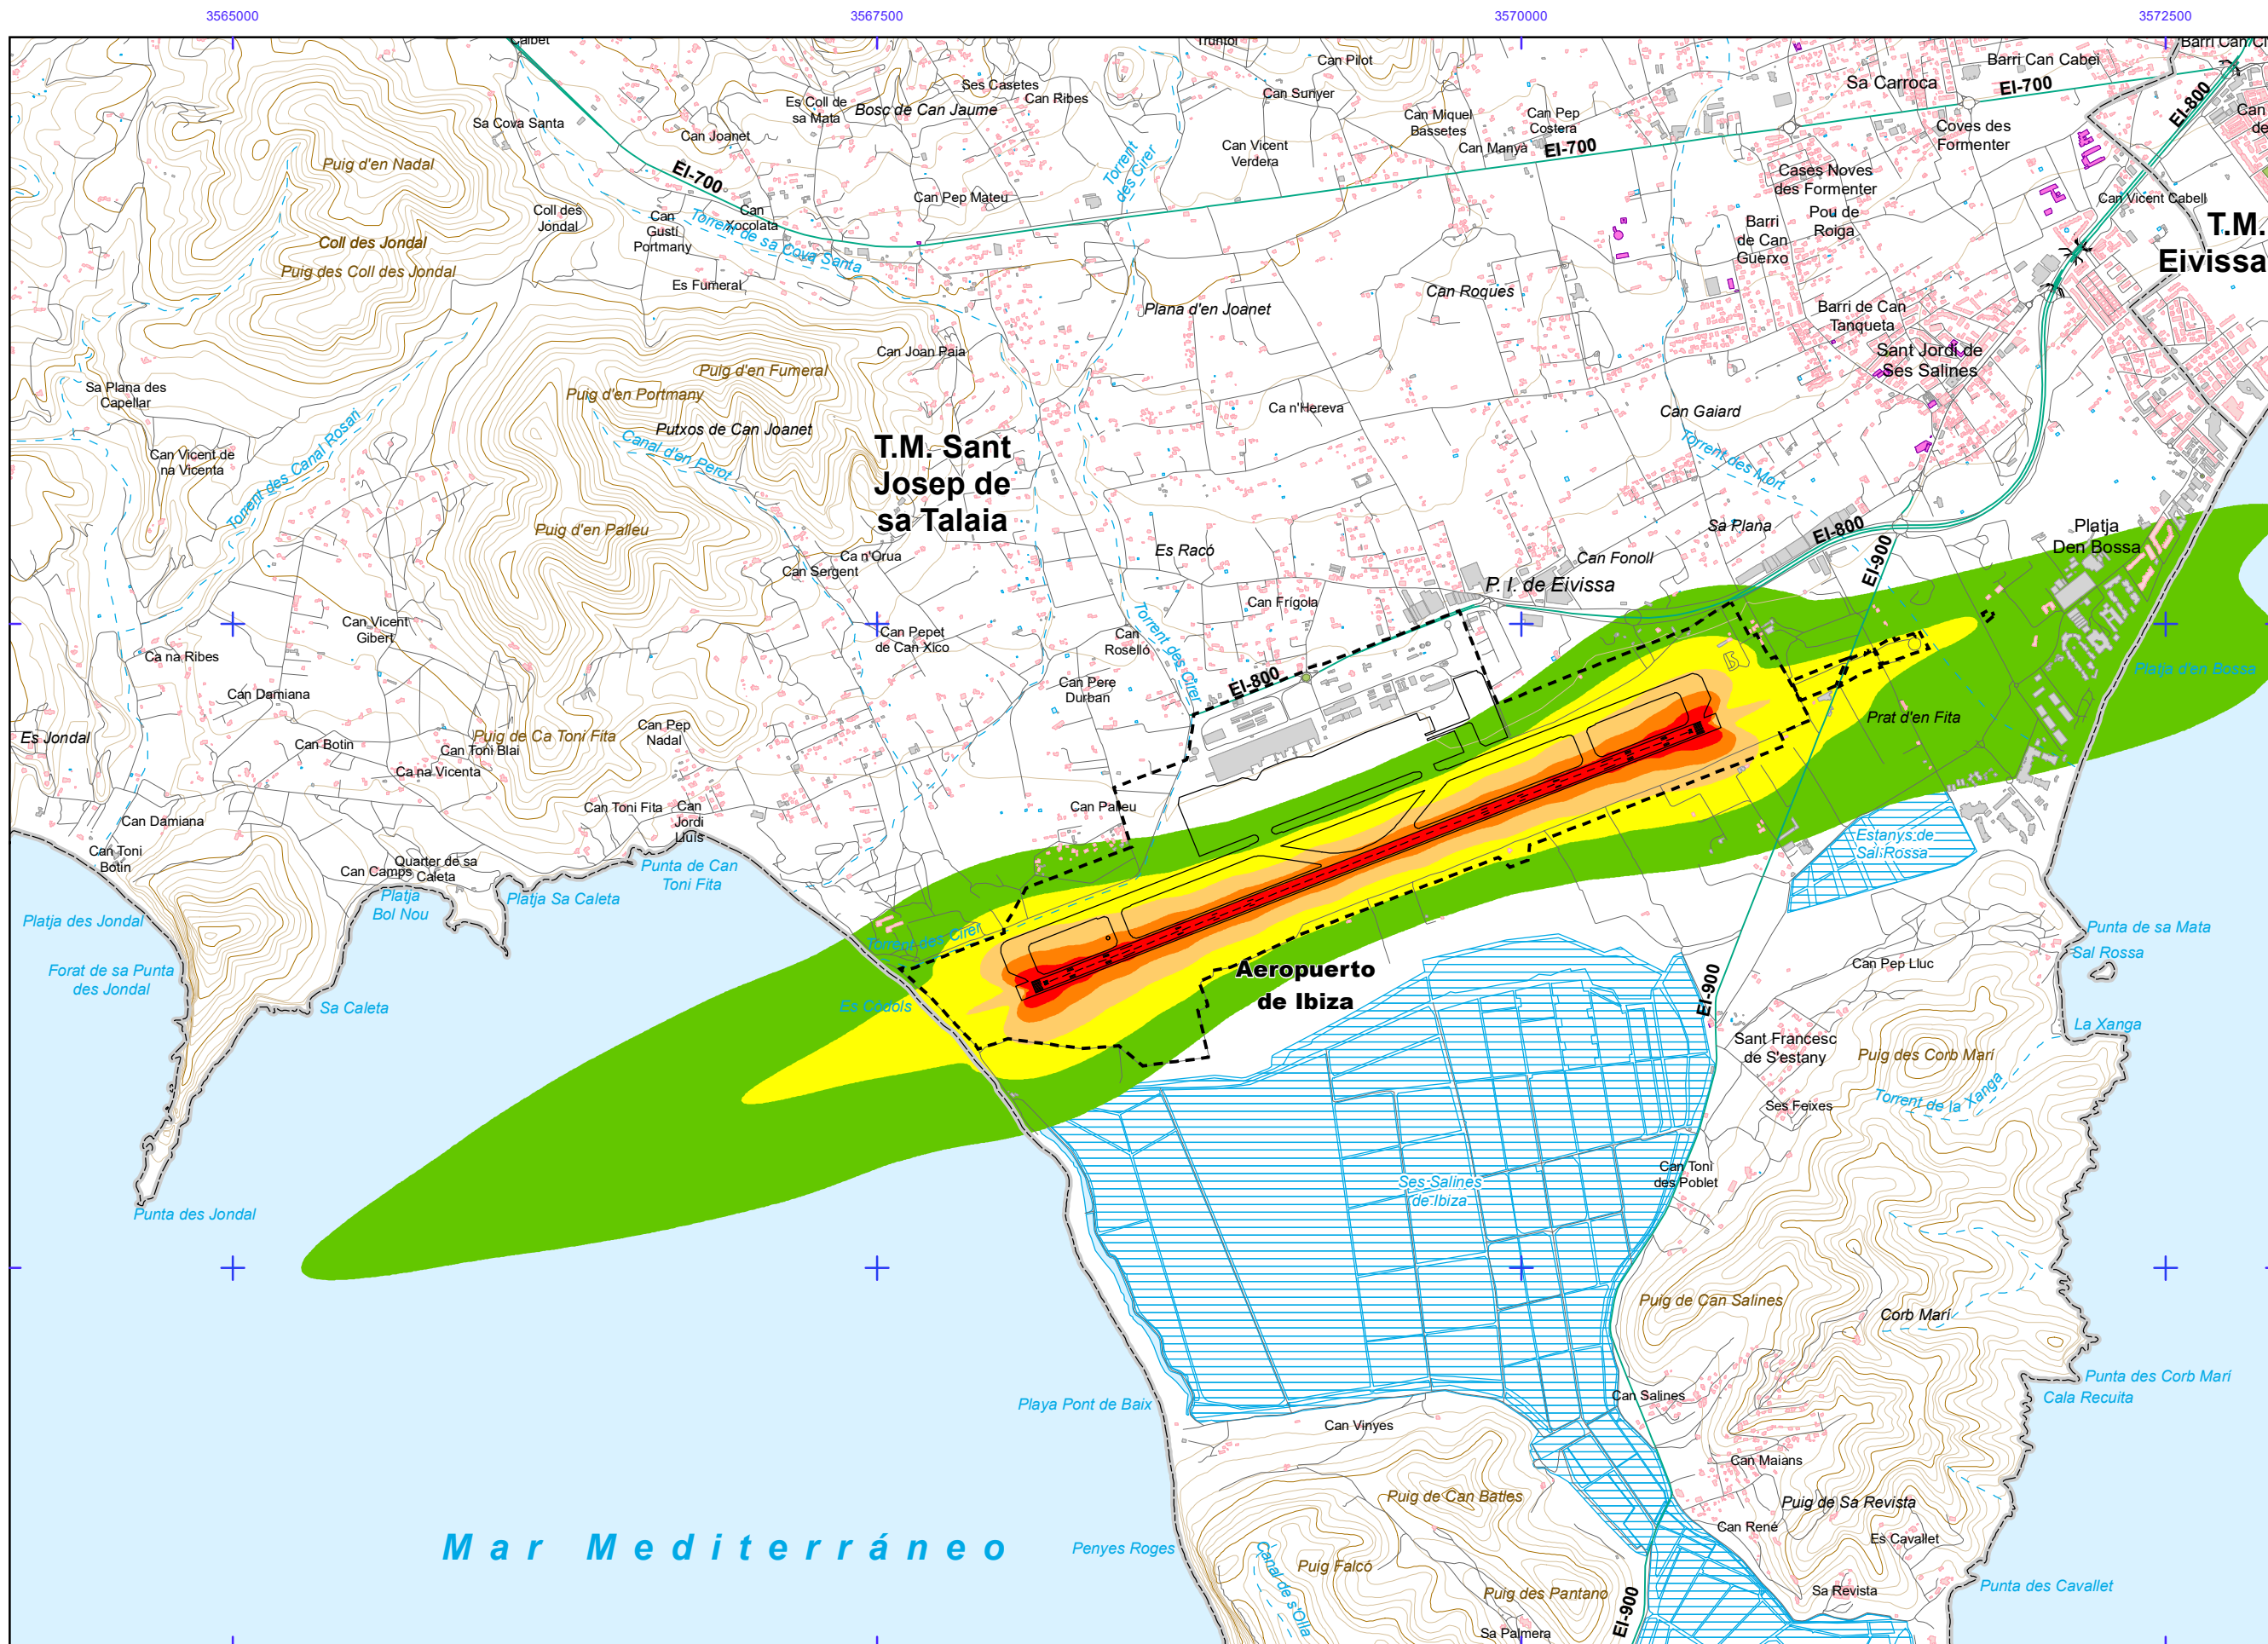 3565000
3567500
3570000
3572500
Calbet
Truntol
Can Pilot
Barri Can Cabei
Sa Carroca
EI-700
EI-800
Ses Casetes
Can Ribes
Can Sunyer
Es Coll de
sa Mata
Bosc de Can Jaume
Sa Cova Santa
Can Joanet
Can Miquel
Bassetes
Can Pep
Costera
Can Manya
EI-700
Coves des
Formenter
Puig d'en Nadal
EI-700
Torrent
des Cirer
Can Vicent
Verdera
Cases Noves
des Formenter
Can Vicent Cabell
Can Pep Mateu
Coll des
Jondal
Can
Gustí
Portmany
Can
Xocolata
Torrent de sa Cova Santa
Barri
de Can
Guerxo
Pou de
Roiga
T.M.
Eivissa
Coll des Jondal
Puig des Coll des Jondal
Es Fumeral
Plana d'en Joanet
Can Roques
Barri de Can
Tanqueta
Sant Jordi de
Ses Salines
Can Joan Paia
Puig d'en Fumeral
Puig d'en Portmany
Putxos de Can Joanet
Canal d'en Perot
Sa Plana des
Capellar
Can Vicent de
na Vicenta
Torrent des Canal Rosari
Ca n'Hereva
Can Gaiard
Torrent des Mort
T.M. Sant
Josep de
sa Talaia
Puig d'en Palleu
Ca n'Orua
Can Sergent
Es Racó
Can Fonoll
Sa Plana
EI-800
EI-900
Platja
Den Bossa
P. I. de Eivissa
Can Frígola
Can Vicent
Gibert
Ca na Ribes
Can Pepet
de Can Xico
Can
Roselló
Torrent des Cirer
EI-800
Platja d'en Bossa
Can Damiana
Can Pere
Durban
Prat d'en Fita
Es Jondal
Can Botin
Puig de Ca Toni Fita
Can Toni Blai
Can Pep
Nadal
Ca na Vicenta
Can Toni Fita
Can
Jordi
Lluís
Can Palleu
Can Damiana
Can Toni
Botin
Estanys de
Sal Rossa
Quarter de sa
Caleta
Can Camps
Platja
Bol Nou
Platja Sa Caleta
Punta de Can
Toni Fita
Platja des Jondal
Torrent des Cirer
Punta de sa Mata
Sal Rossa
Forat de sa Punta
des Jondal
Sa Caleta
Es Códols
Aeropuerto
de Ibiza
Can Pep Lluc
EI-900
La Xanga
Sant Francesc
de S'estany
Puig des Corb Marí
Torrent de la Xanga
Ses Feixes
Can Toni
des Poblet
Ses Salines
de Ibiza
Punta des Jondal
Puig de Can Salines
Corb Marí
Punta des Corb Marí
Cala Recuita
Playa Pont de Baix
Can Salines
Can Vinyes
Can Maians
Puig de Can Batles
Puig de Sa Revista
Can René
Es Cavallet
Mar Mediterráneo
Penyes Roges
Canal de s'Olla
Puig Falcó
Puig des Pantano
Sa Revista
Punta des Cavallet
EI-900
Sa Palmera